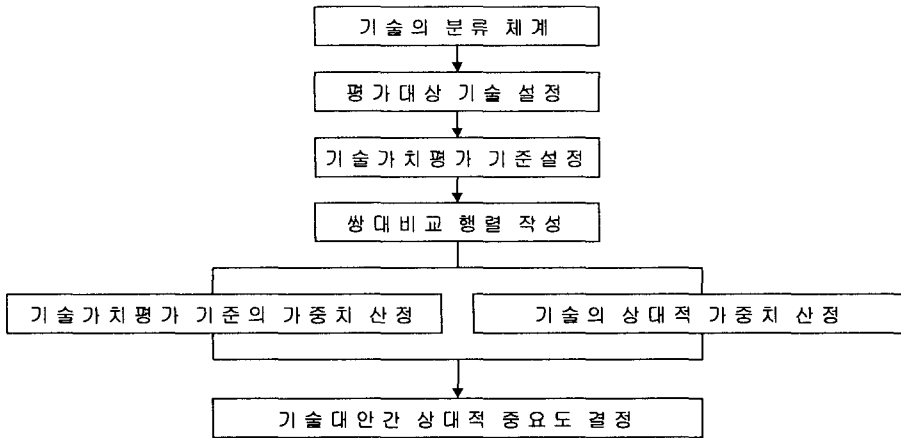 기술의 분류 체계
평가대상 기술 설정
기술가치평가 기준설정
쌍대비교 행렬 작성
기술가치평가 기준의 가중치 산정
기술의 상대적 가중치 산정
기술대안간 상대적 중요도 결정